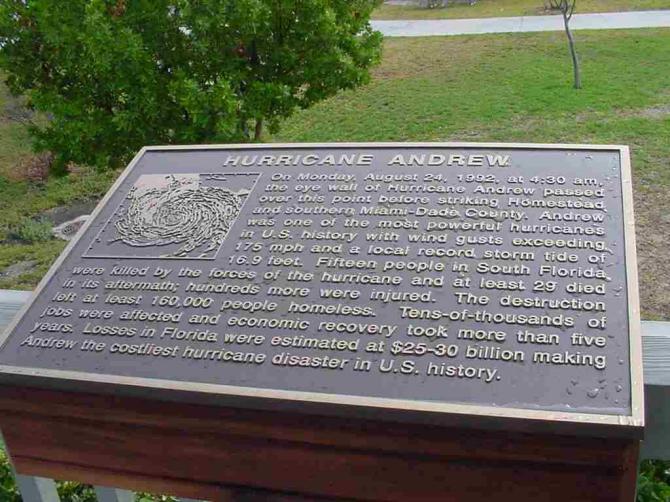 HURRICANE ANDREW
On Monday, August 24, 1992, at 4:30 am,
the eye wall of Hurricane Andrew passed
over this point before striking Homestead
and southern Miami-Dade County. Andrew
was one of the most powerful hurricanes
in U.S. history with wind gusts exceeding
175 mph and a local record storm tide of
16.9 feet. Fifteen people in South Florida
were killed by the forces of the hurricane and at least 29 died
in its aftermath; hundreds more were injured. The destruction
left at least 160,000 people homeless. Tens-of-thousands of
jobs were affected and economic recovery took more than five
years. Losses in Florida were estimated at $25-30 billion making
Andrew the costliest hurricane disaster in U.S. history.